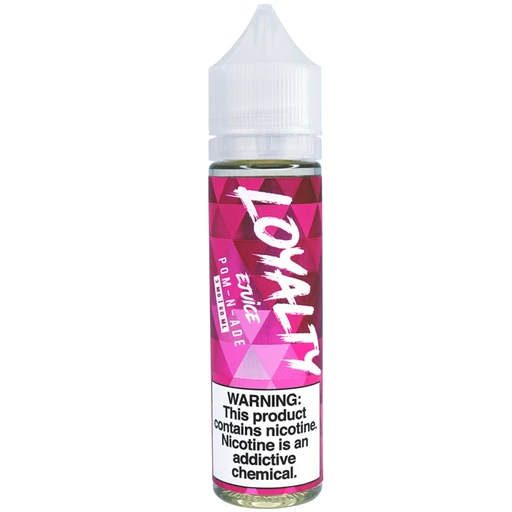 LOYALTY
EJUICE
POM-N-ADE
WARNING:
This product
contains nicotine.
Nicotine is an
addictive
chemical.